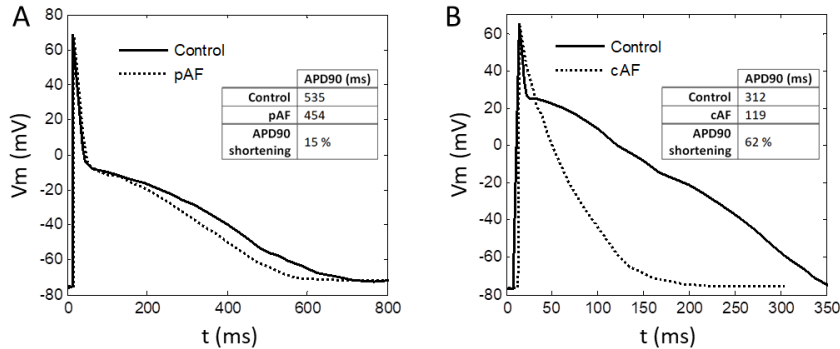 A
Control
pAF
APD90 (ms)
Control 535
pAF 454
APD90 shortening 15 %
Vm (mV)
80
60
40
20
0
-20
-40
-60
-80
0 200 400 600 800
t (ms)
B
Control
cAF
APD90 (ms)
Control 312
cAF 119
APD90 shortening 62 %
Vm (mV)
80
60
40
20
0
-20
-40
-60
-80
0 50 100 150 200 250 300 350
t (ms)